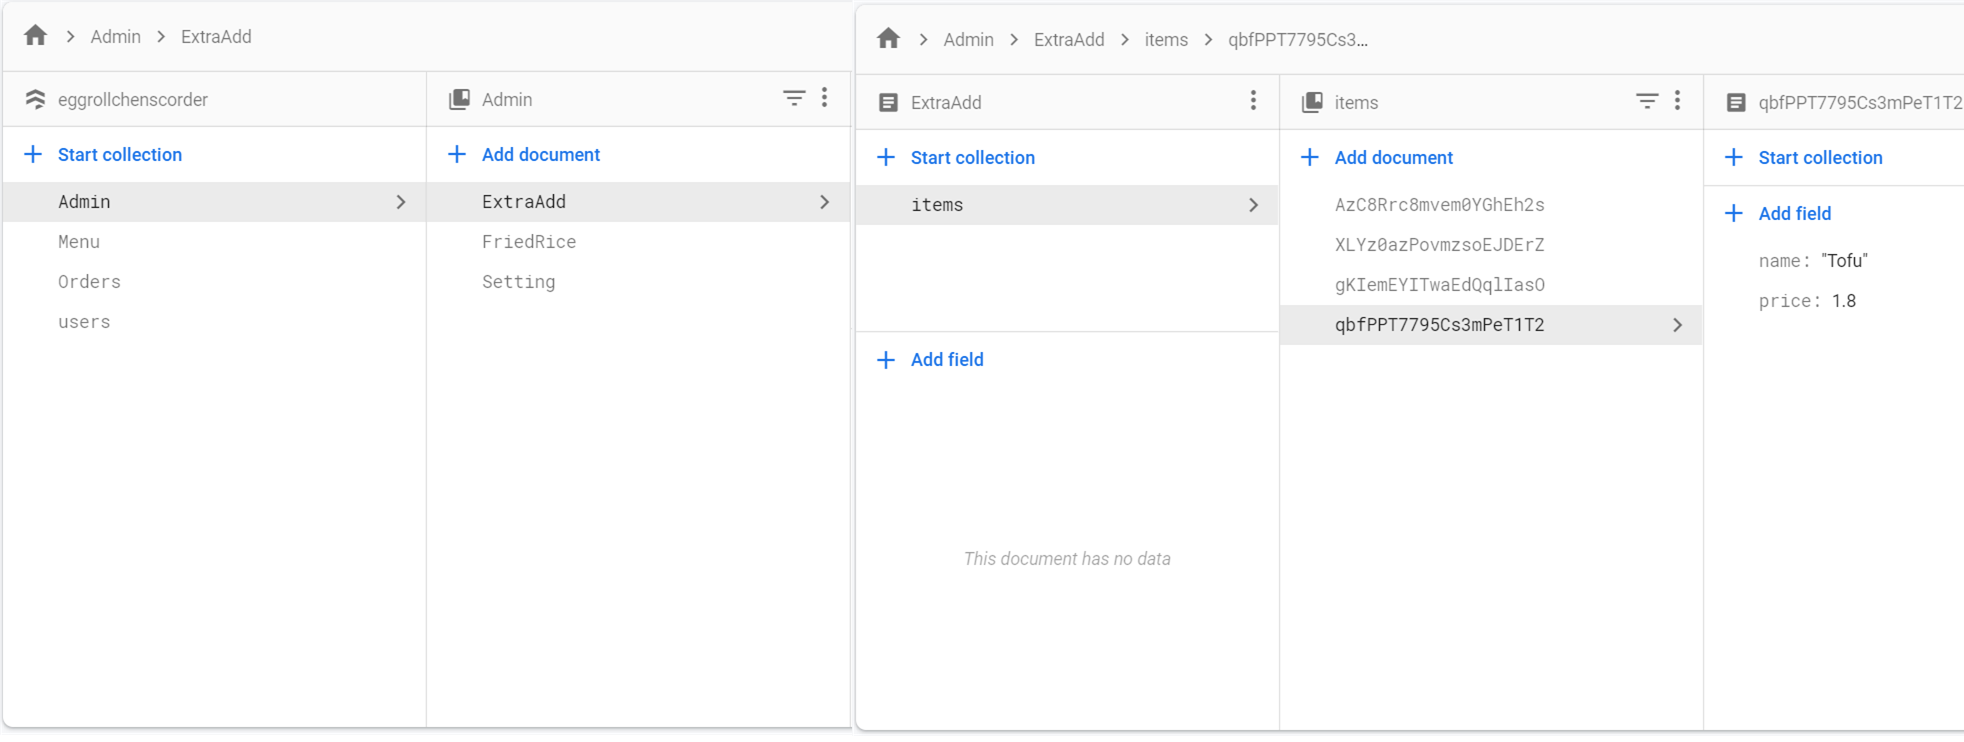 Admin ExtraAdd
eggrollchenscorder
Start collection
Admin
Menu
Orders
users
Admin
Add document
ExtraAdd
FriedRice
Setting
Admin ExtraAdd items qbfPPT7795Cs3...
ExtraAdd
Start collection
items
Add field
This document has no data
items
Add document
AzC8Rrc8mvem0YGhEh2s
XLYz0azPovmzsoEJDErZ
gKIemEYITwaEdQqlIasO
qbfPPT7795Cs3mPeT1T2
qbfPPT7795Cs3mPeT1T2
Start collection
Add field
name: "Tofu"
price: 1.8